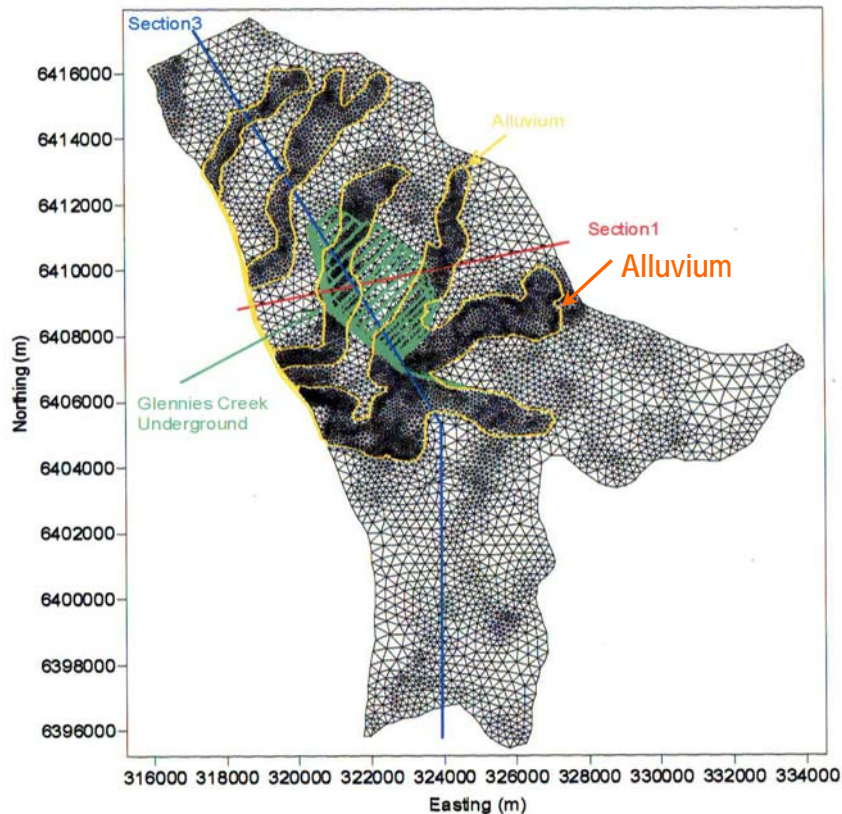 Section3
Alluvium
Section1
Alluvium
Glennies Creek
Underground
Northing (m)
6416000
6414000
6412000
6410000
6408000
6406000
6404000
6402000
6400000
6398000
6396000
316000 318000 320000 322000 324000 326000 328000 330000 332000 334000
Easting (m)